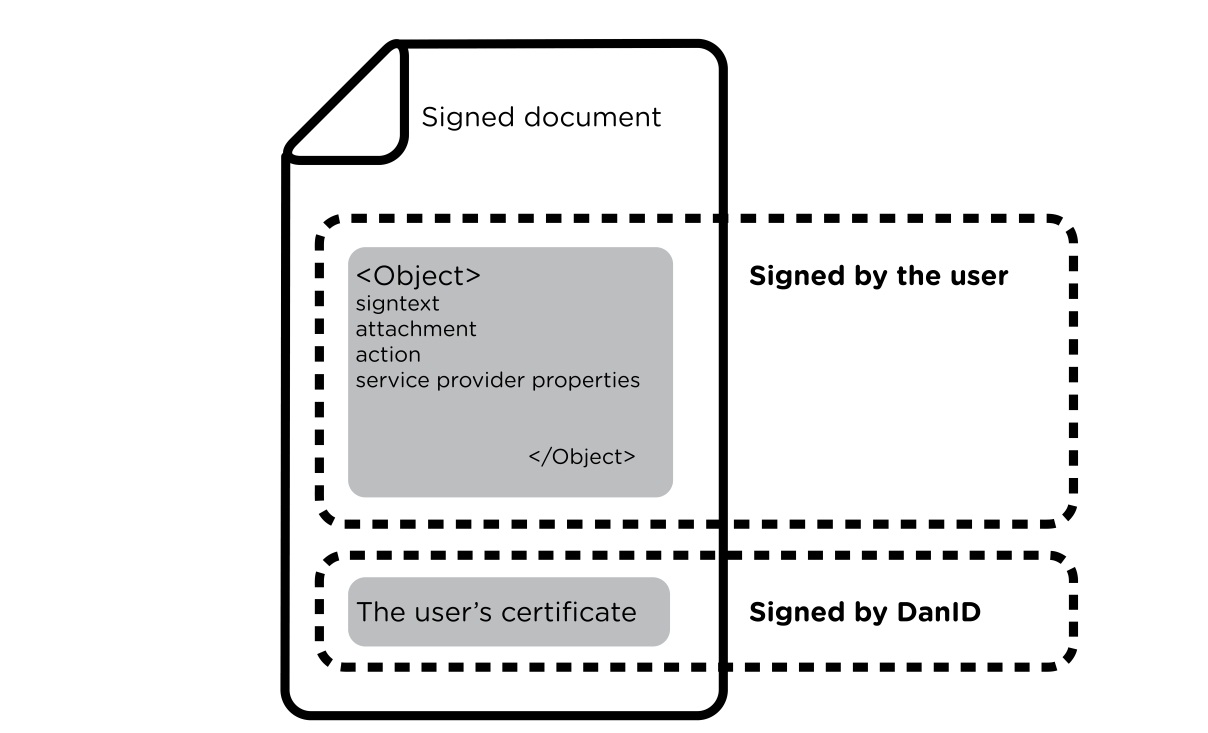 Signed document
<Object>
Signed by the user
signtext
attachment
action
service provider properties
</Object>
The user's certificate
Signed by DanID